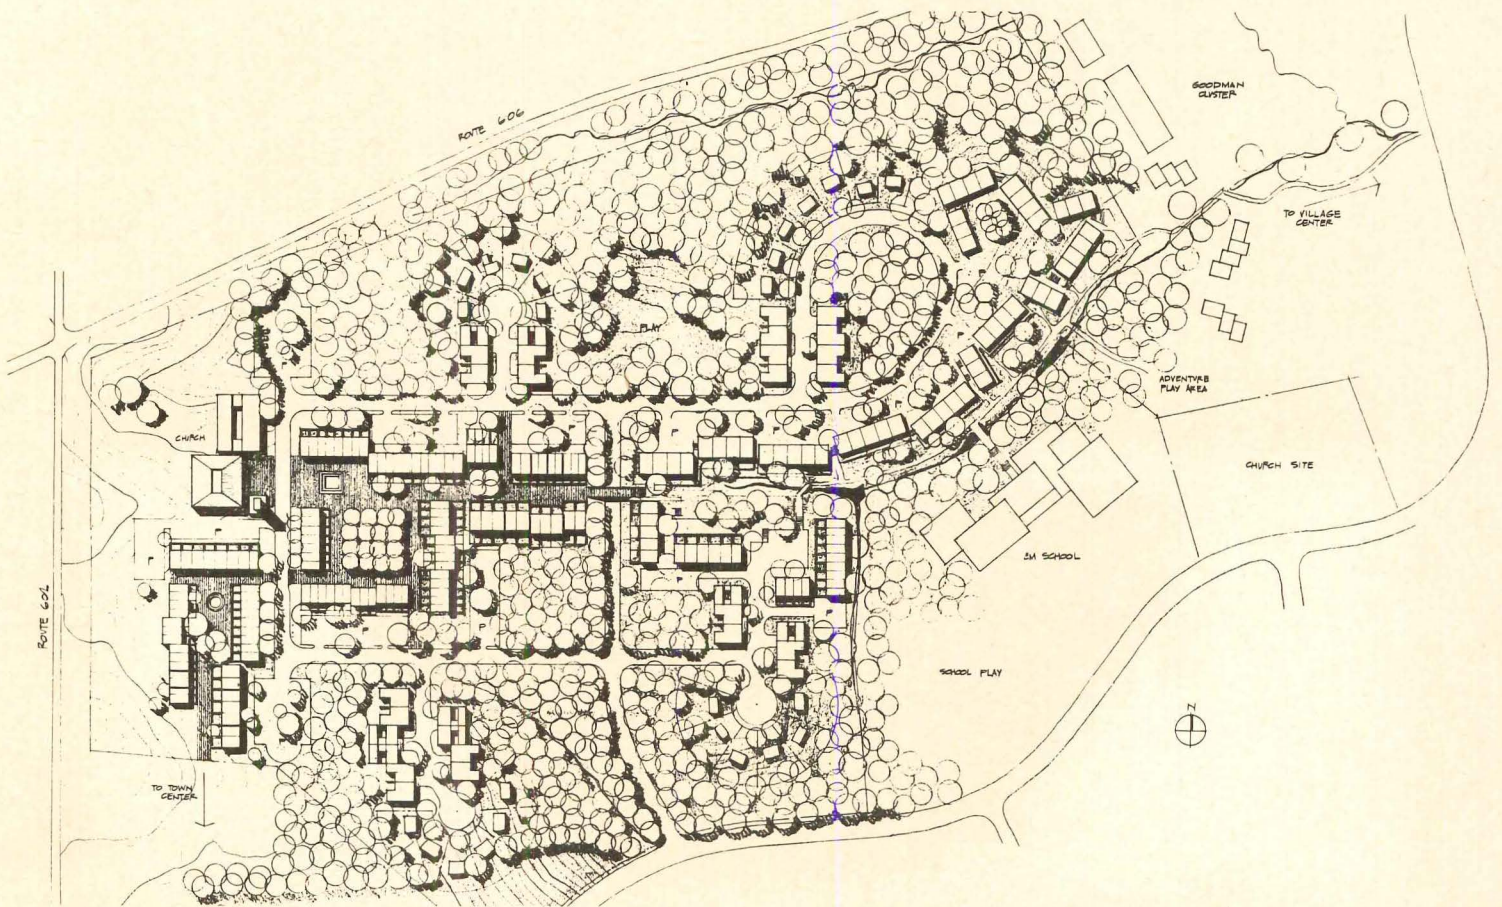 GOODMAN
CLUSTER
ROUTE 606
TO VILLAGE
CENTER
PLAY
P
ADVENTURE
PLAY AREA
P
P
P
P
P
P
CHURCH
CHURCH SITE
P
P
EM SCHOOL
P
ROUTE 602
P
P
P
SCHOOL PLAY
N
TO TOWN
CENTER